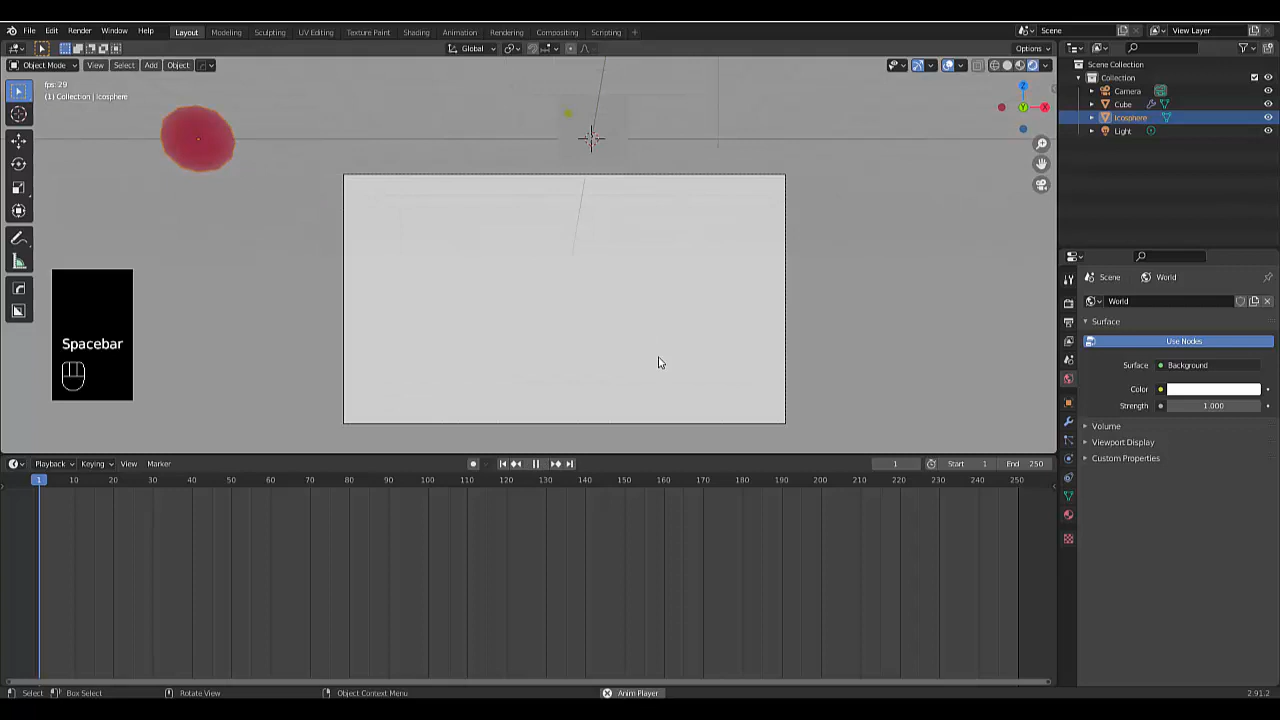 File Edit Render Window Help Layout Modeling Sculpting UV Editing Texture Paint Shading Animation Rendering Compositing Scripting Scene View Layer
Global Options
Object Mode View Select Add Object
fps: 29
(1) Collection | Icosphere
Scene Collection
Collection
Camera
Cube
Icosphere
Light
Scene World
World
Surface
Use Nodes
Surface Background
Color
Strength 1.000
Volume
Viewport Display
Custom Properties
Spacebar
Playback Keying View Marker 1 Start 1 End 250
1 10 20 30 40 50 60 70 80 90 100 110 120 130 140 150 160 170 180 190 200 210 220 230 240 250
Select Box Select Rotate View Object Context Menu Anim Player 2.91.2